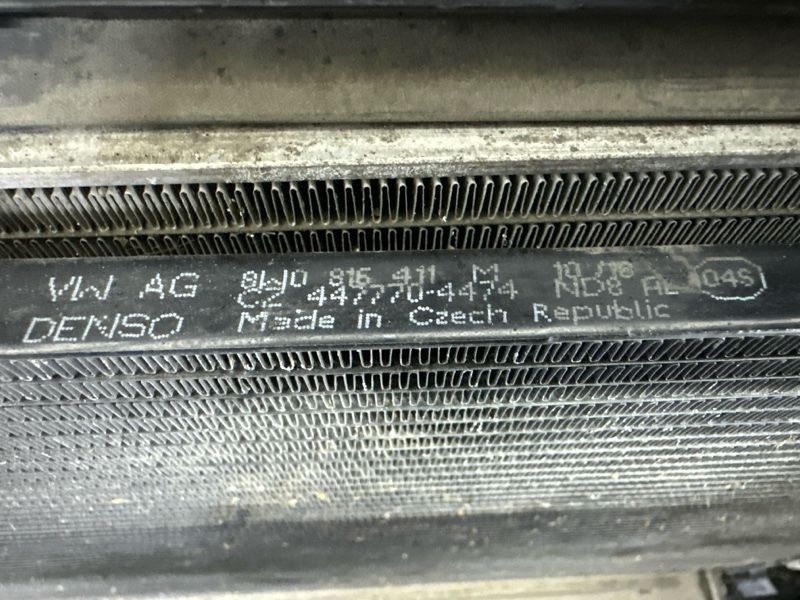 VW AG 8W0 816 411 M 10/16
CZ 447770-4474 ND8 AL 04S
DENSO Made in Czech Republic